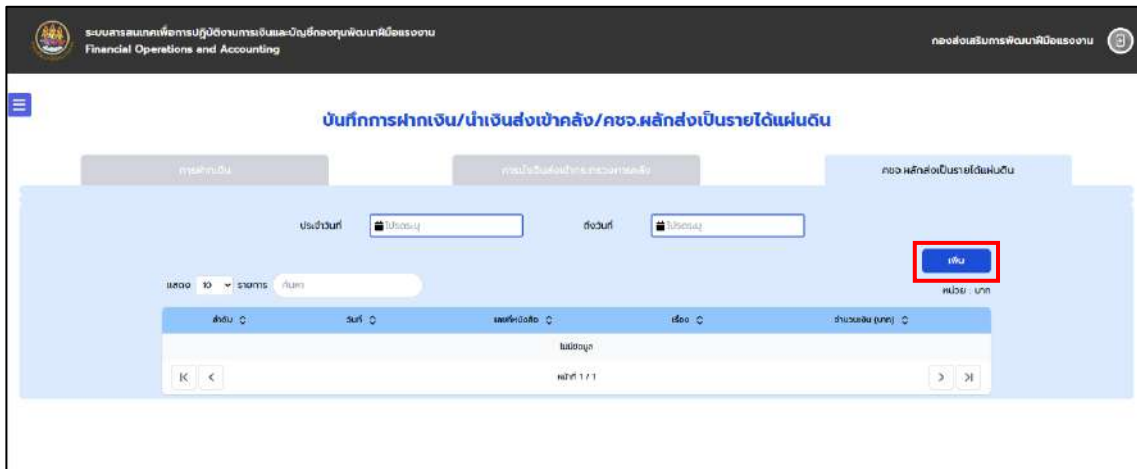 ระบบสารสนเทศเพื่อการปฏิบัติงานการเงินและบัญชีกองทุนพัฒนาฝีมือแรงงาน
Financial Operations and Accounting
กองส่งเสริมการพัฒนาฝีมือแรงงาน
บันทึกการฝากเงิน/นำเงินส่งเข้าคลัง/คชจ.ผลักส่งเป็นรายได้แผ่นดิน
การฝากเงิน การนำเงินส่งเข้ากระทรวงการคลัง คชจ.ผลักส่งเป็นรายได้แผ่นดิน
ประจำวันที่ โปรดระบุ ถึงวันที่ โปรดระบุ
เพิ่ม
แสดง 10 รายการ ค้นหา
หน่วย : บาท
ลำดับ วันที่ เลขที่หนังสือ เรื่อง จำนวนเงิน (บาท)
ไม่มีข้อมูล
หน้าที่ 1 / 1